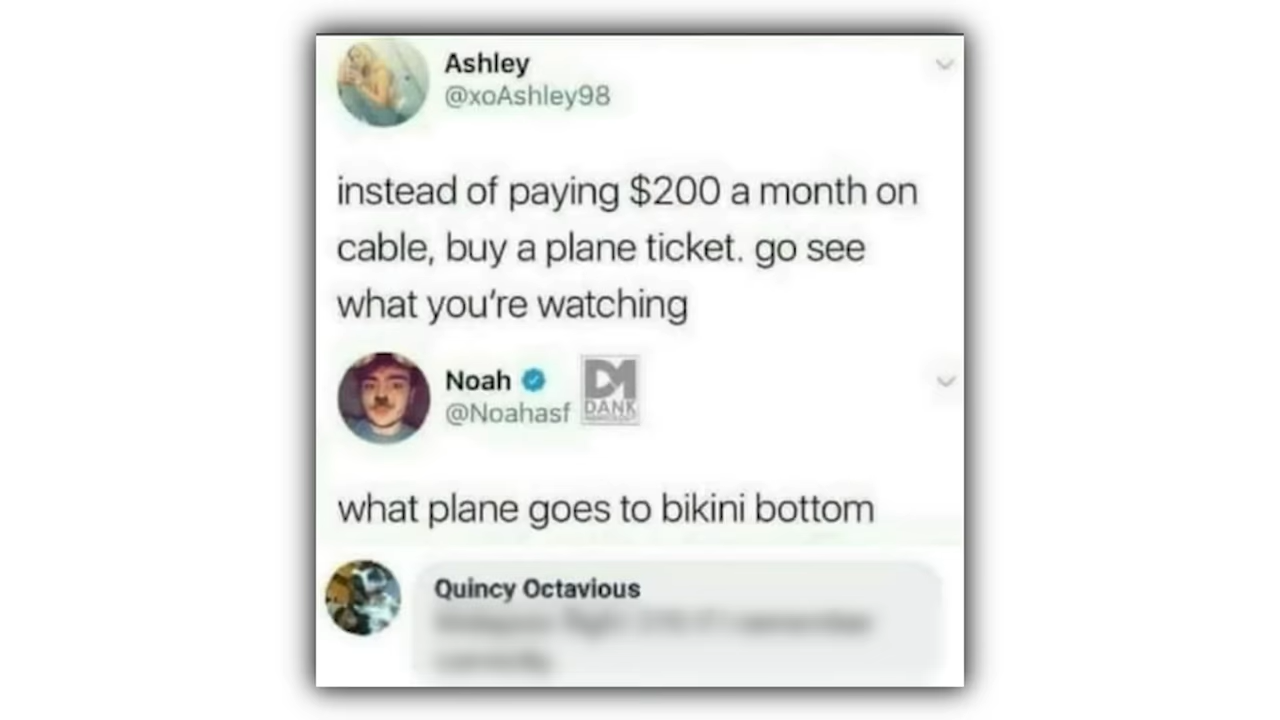 Ashley
@xoAshley98
instead of paying $200 a month on
cable, buy a plane ticket. go see
what you're watching
Noah
@Noahasf
DM
DANK
what plane goes to bikini bottom
Quincy Octavious